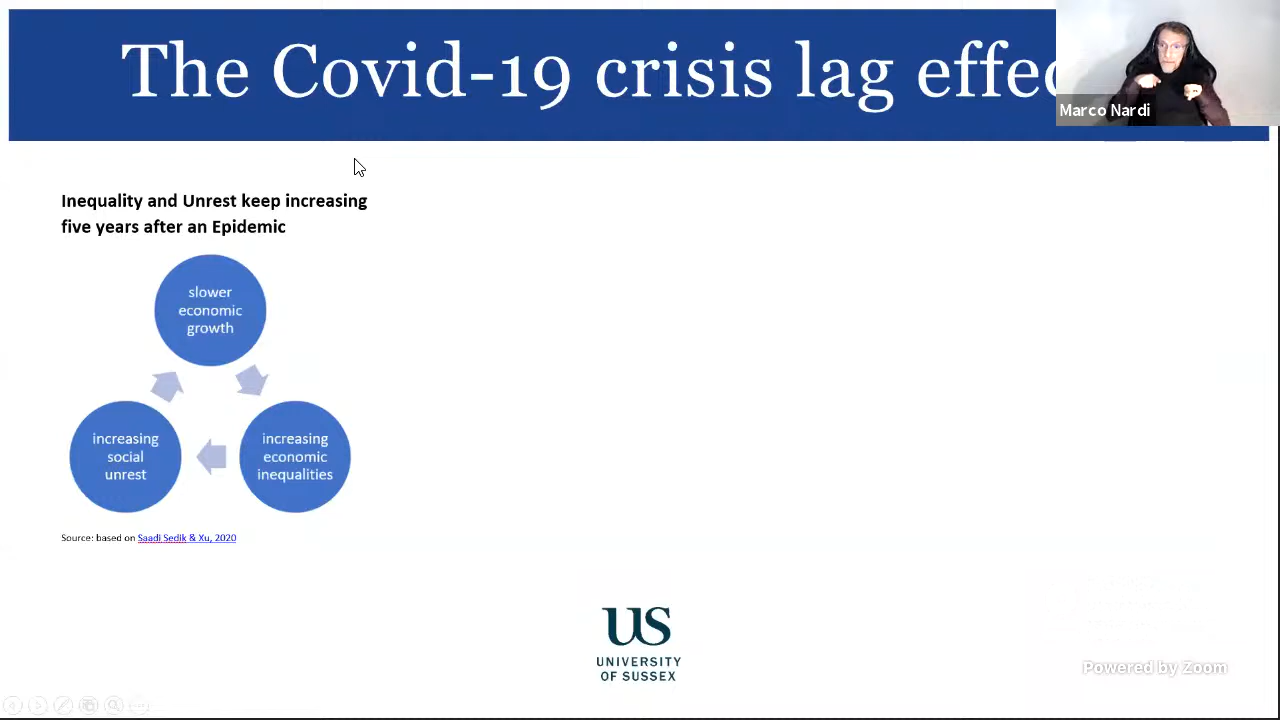 The Covid-19 crisis lag effec
Marco Nardi
Inequality and Unrest keep increasing
five years after an Epidemic
slower
economic
growth
increasing
social
unrest
increasing
economic
inequalities
Source: based on Saadi Sedik & Xu, 2020
US
UNIVERSITY
OF SUSSEX
Powered by Zoom